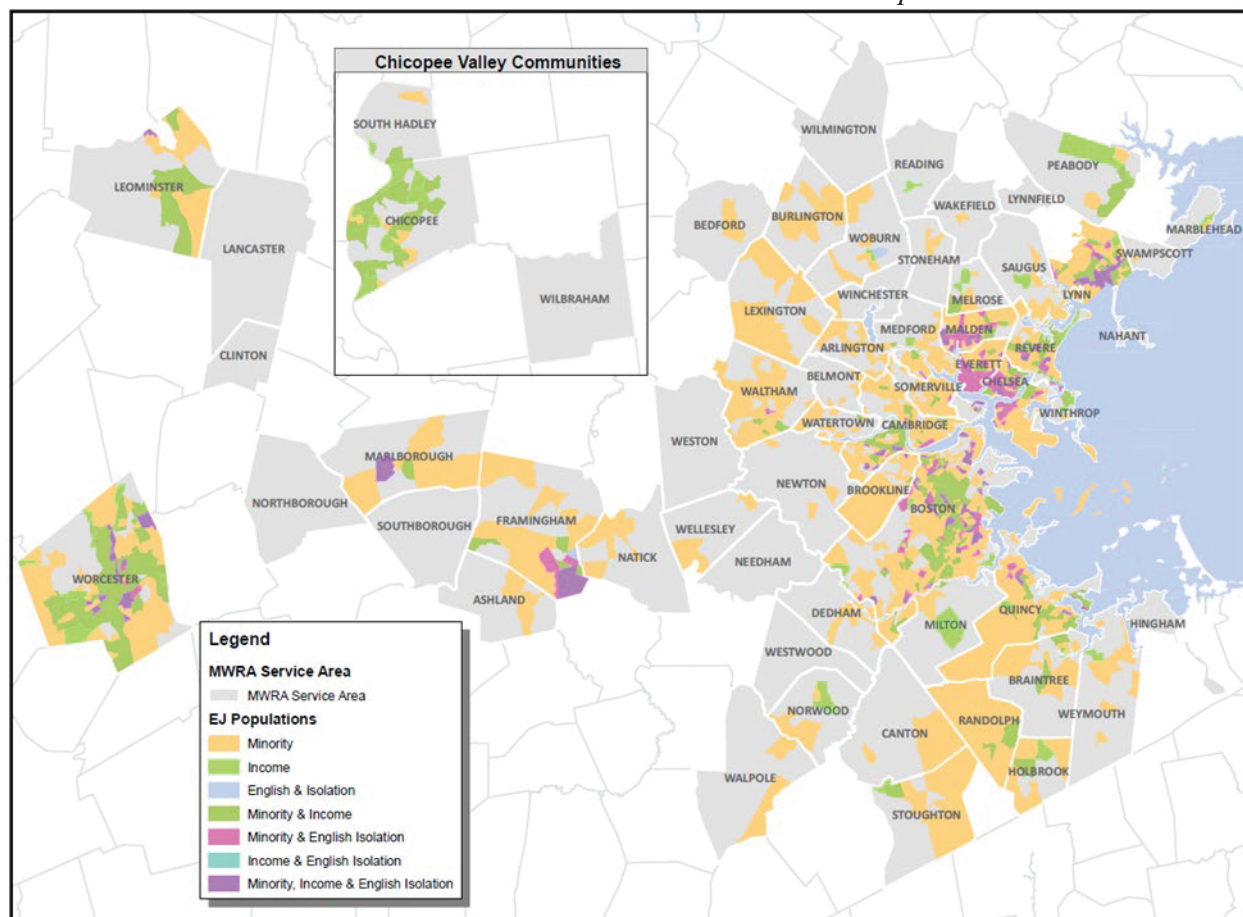 Chicopee Valley Communities
SOUTH HADLEY
CHICOPEE
WILBRAHAM
LEOMINSTER
LANCASTER
CLINTON
WILMINGTON
READING
PEABODY
LYNNFIELD
WAKEFIELD
MARBLEHEAD
BEDFORD
BURLINGTON
WOBURN
STONEHAM
SAUGUS
SWAMPSCOTT
LYNN
WINCHESTER
LEXINGTON
MELROSE
NAHANT
MEDFORD
MALDEN
ARLINGTON
REVERE
EVERETT
BELMONT
CHELSEA
WALTHAM
SOMERVILLE
WINTHROP
WATERTOWN
CAMBRIDGE
WESTON
MARLBOROUGH
NORTHBOROUGH
NEWTON
BROOKLINE
BOSTON
SOUTHBOROUGH
FRAMINGHAM
WELLESLEY
NATICK
NEEDHAM
WORCESTER
ASHLAND
DEDHAM
QUINCY
MILTON
HINGHAM
WESTWOOD
BRAINTREE
WEYMOUTH
NORWOOD
RANDOLPH
CANTON
HOLBROOK
WALPOLE
STOUGHTON
Legend
MWRA Service Area
MWRA Service Area
EJ Populations
Minority
Income
English & Isolation
Minority & Income
Minority & English Isolation
Income & English Isolation
Minority, Income & English Isolation